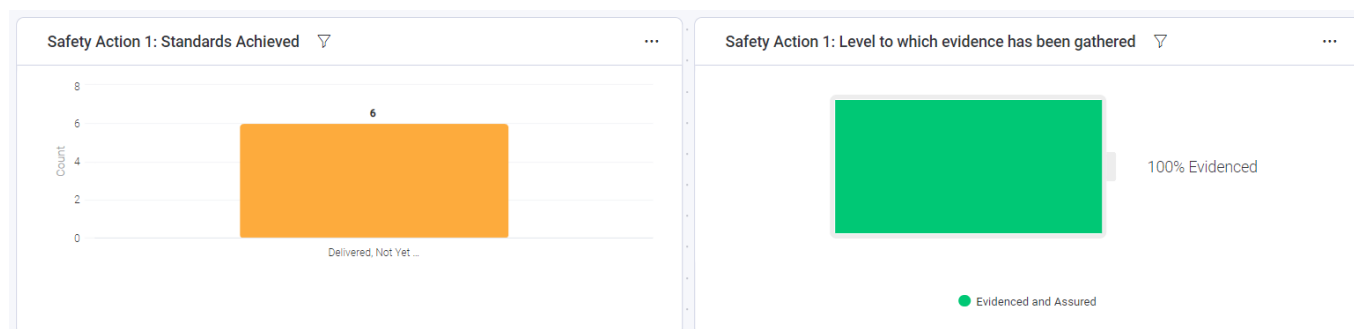 Safety Action 1: Standards Achieved
...
8
6
6
4
Count
2
0
Delivered, Not Yet ...
Safety Action 1: Level to which evidence has been gathered
...
100% Evidenced
Evidenced and Assured